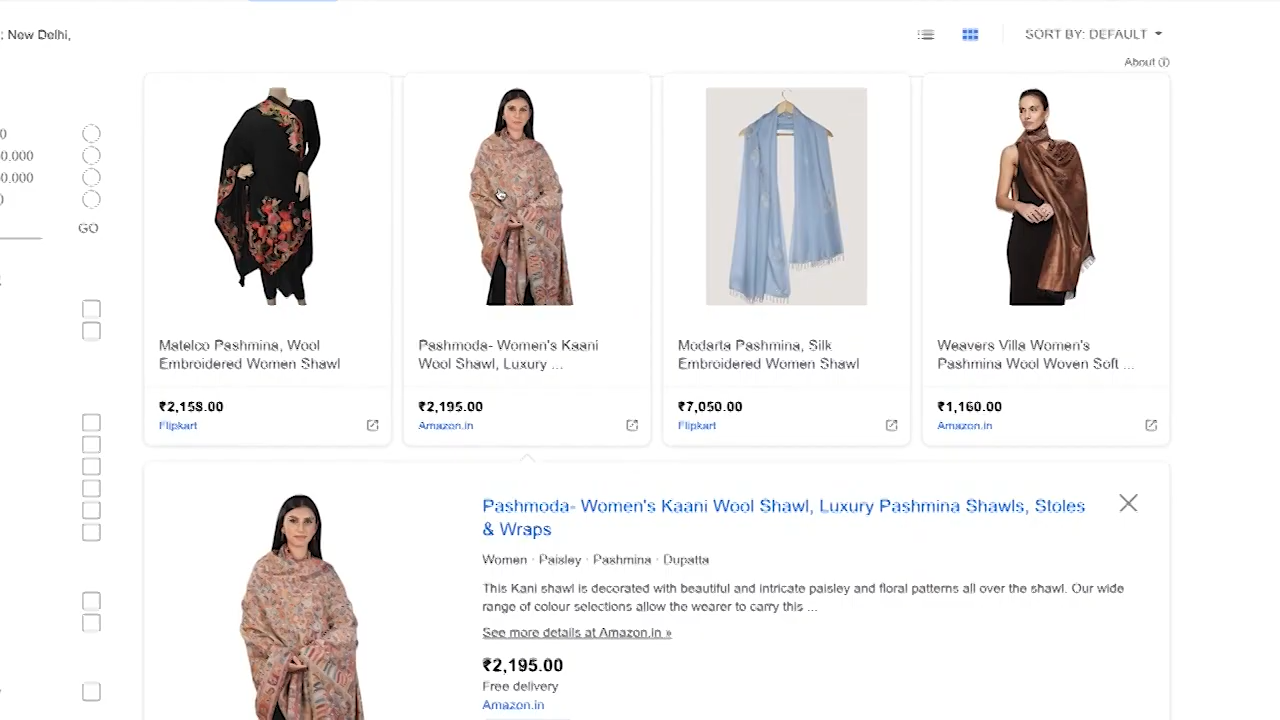 : New Delhi,
SORT BY: DEFAULT
About
0
0.000
0.000
GO
Matelco Pashmina, Wool
Embroidered Women Shawl
₹2,158.00
Flipkart
Pashmoda- Women's Kaani
Wool Shawl, Luxury ...
₹2,195.00
Amazon.in
Modarta Pashmina, Silk
Embroidered Women Shawl
₹7,050.00
Flipkart
Weavers Villa Women's
Pashmina Wool Woven Soft ...
₹1,160.00
Amazon.in
Pashmoda- Women's Kaani Wool Shawl, Luxury Pashmina Shawls, Stoles
& Wraps
Women · Paisley · Pashmina · Dupatta
This Kani shawl is decorated with beautiful and intricate paisley and floral patterns all over the shawl. Our wide
range of colour selections allow the wearer to carry this ...
See more details at Amazon.in »
₹2,195.00
Free delivery
Amazon.in